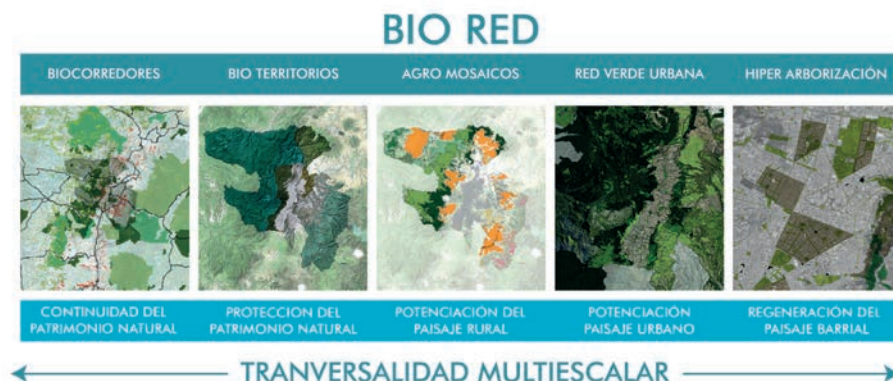 BIO RED
BIOCORREDORES
BIO TERRITORIOS
AGRO MOSAICOS
RED VERDE URBANA
HIPER ARBORIZACIÓN
CONTINUIDAD DEL
PATRIMONIO NATURAL
PROTECCION DEL
PATRIMONIO NATURAL
POTENCIACIÓN DEL
PAISAJE RURAL
POTENCIACIÓN
PAISAJE URBANO
REGENERACIÓN DEL
PAISAJE BARRIAL
TRANVERSALIDAD MULTIESCALAR